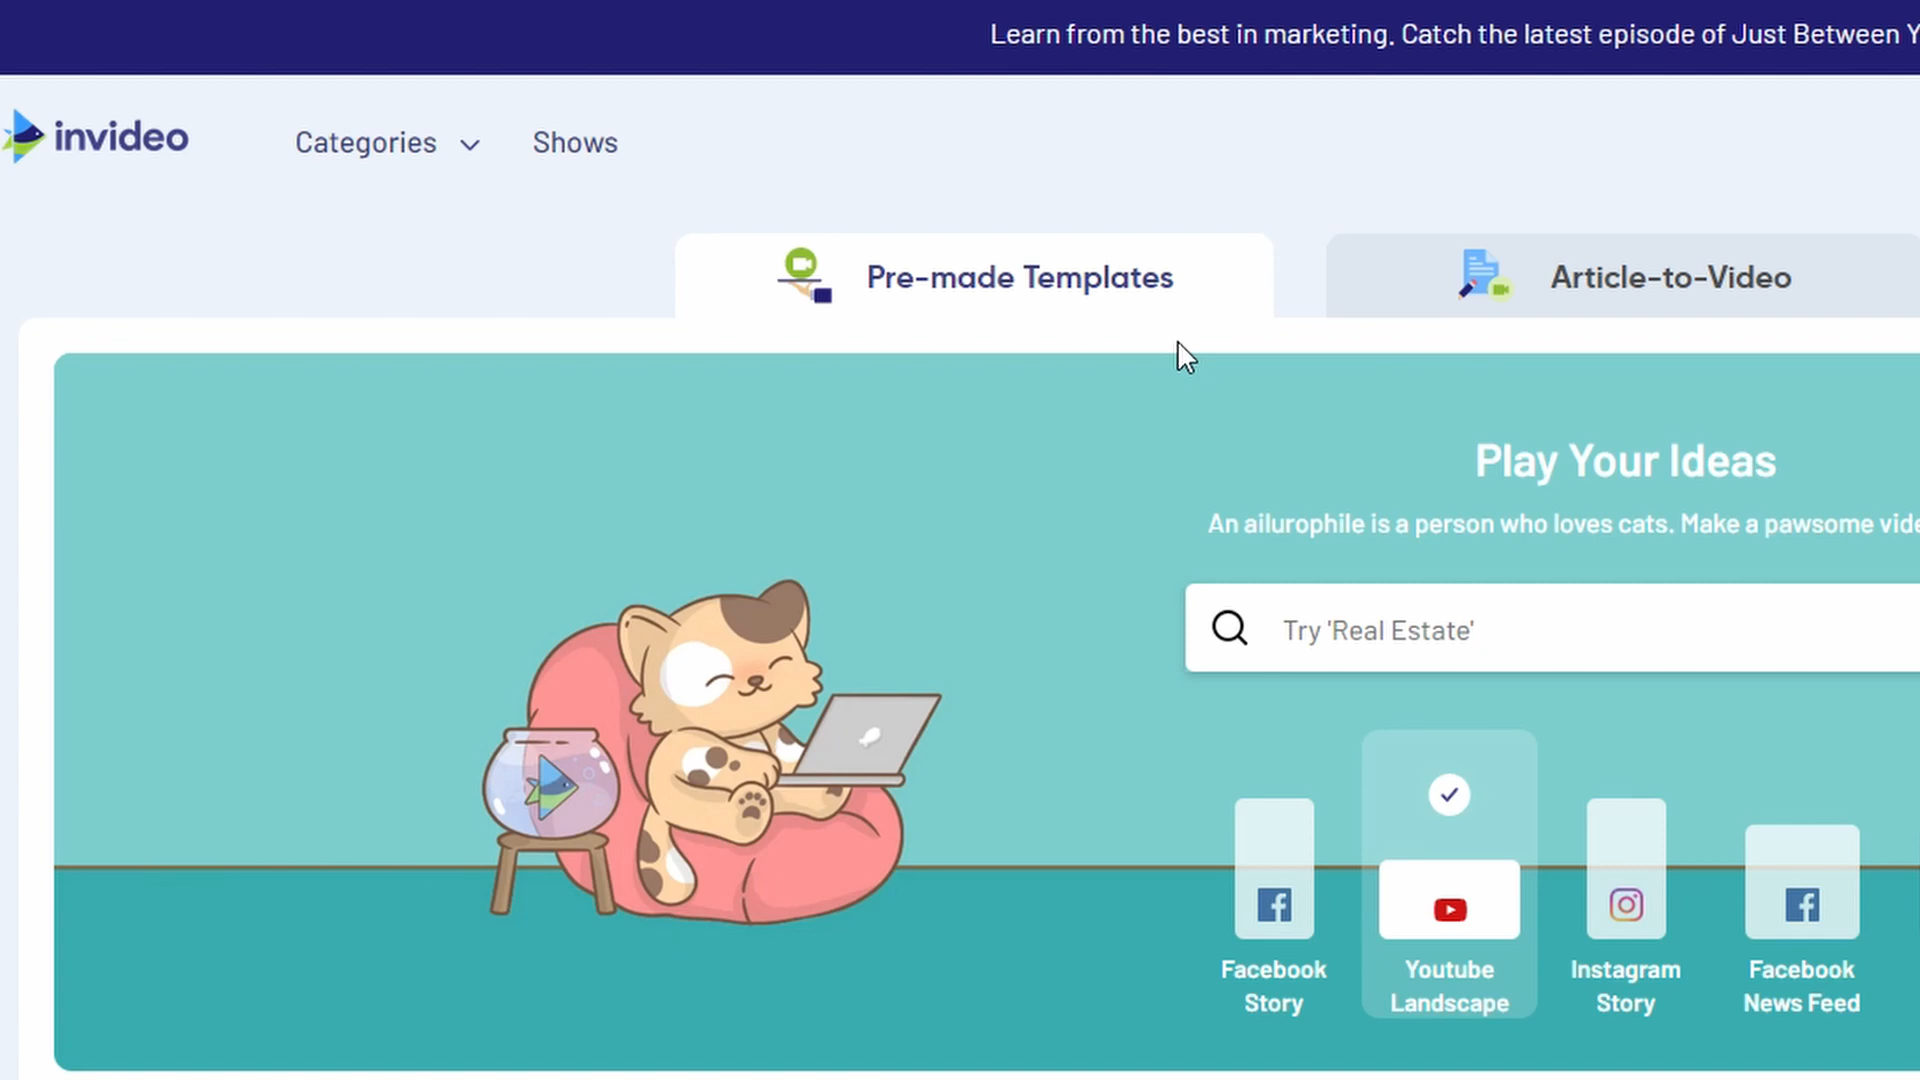 Learn from the best in marketing. Catch the latest episode of Just Between
invideo
Categories
Shows
Pre-made Templates
Article-to-Video
Play Your Ideas
An ailurophile is a person who loves cats. Make a pawsome
Try 'Real Estate'
Facebook
Story
Youtube
Landscape
Instagram
Story
Facebook
News Feed